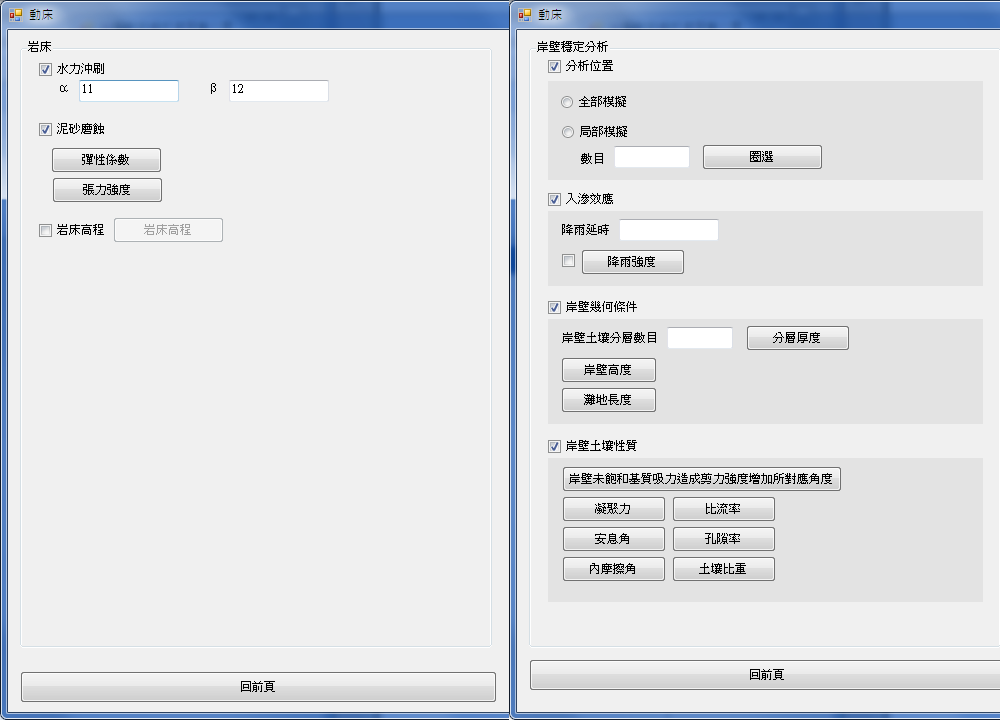 動床
岩床
水力沖刷
α 11 β 12
泥砂磨蝕
彈性係數
張力強度
岩床高程 岩床高程
回前頁
動床
岸壁穩定分析
分析位置
全部模擬
局部模擬
數目 圈選
入滲效應
降雨延時
降雨強度
岸壁幾何條件
岸壁土壤分層數目 分層厚度
岸壁高度
灘地長度
岸壁土壤性質
岸壁未飽和基質吸力造成剪力強度增加所對應角度
凝聚力 比流率
安息角 孔隙率
內摩擦角 土壤比重
回前頁